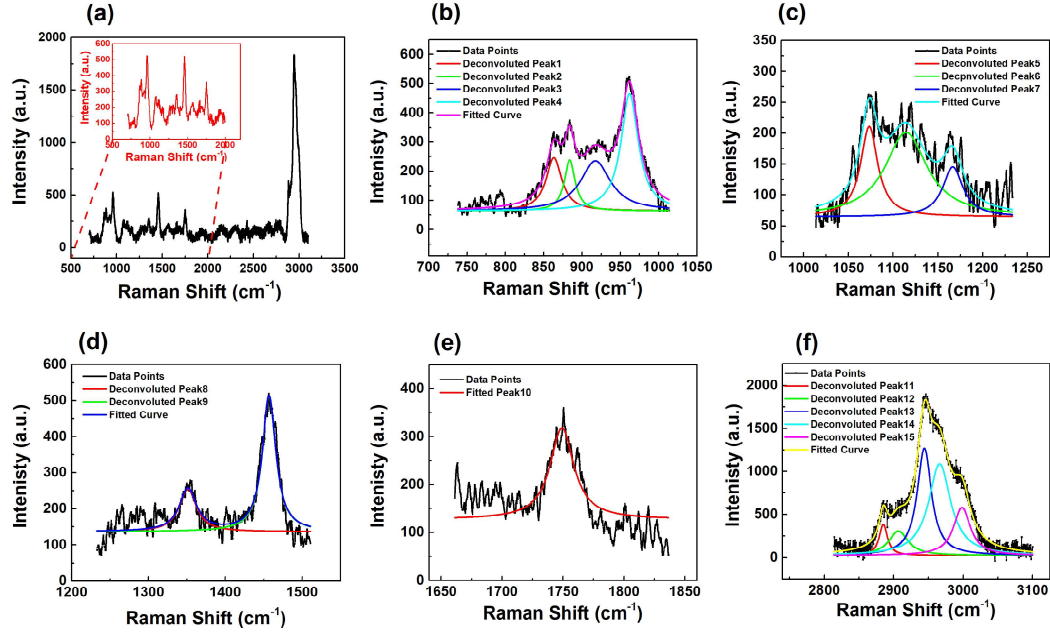 (a)
2000
1750
1500
1250
1000
750
500
250
0
Intensity (a.u.)
500 1000 1500 2000 2500 3000 3500
Raman Shift (cm-1)
600
500
400
300
200
100
0
Intensity (a.u.)
500 1000 1500 2000 2500
Raman Shift (cm-1)
(b)
600
500
400
300
200
100
0
Intenisty (a.u.)
Data Points
Deconvoluted Peak1
Deconvoluted Peak2
Deconvoluted Peak3
Deconvoluted Peak4
Fitted Curve
700 750 800 850 900 950 1000 1050
Raman Shift (cm-1)
(c)
350
300
250
200
150
100
50
0
Intenisty (a.u.)
Data Points
Deconvoluted Peak5
Decpnvoluted Peak6
Deconvoluted Peak7
Fitted Curve
1000 1050 1100 1150 1200 1250
Raman Shift (cm-1)
(d)
600
500
400
300
200
100
0
Intenisty (a.u.)
Data Points
Deconvoluted Peak8
Deconvoluted Peak9
Fitted Curve
1200 1300 1400 1500
Raman Shift (cm-1)
(e)
400
300
200
100
0
Intenisty (a.u.)
Data Points
Fitted Peak10
1650 1700 1750 1800 1850
Raman Shift (cm-1)
(f)
2000
1500
1000
500
0
Intenisty (a.u.)
Data Points
Deconvoluted Peak11
Deconvoluted Peak12
Deconvoluted Peak13
Deconvoluted Peak14
Deconvoluted Peak15
Fitted Curve
2800 2900 3000 3100
Raman Shift (cm-1)